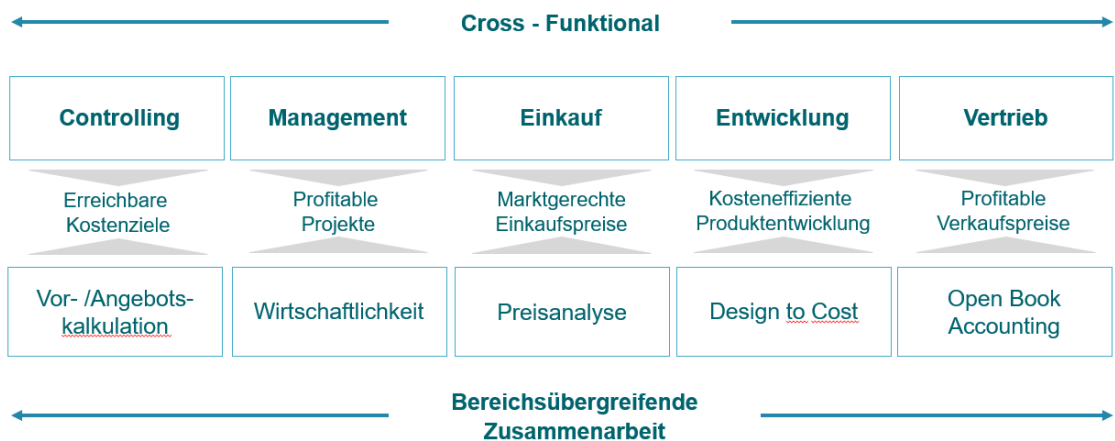 Cross - Funktional
Controlling
Management
Einkauf
Entwicklung
Vertrieb
Erreichbare
Kostenziele
Profitable
Projekte
Marktgerechte
Einkaufspreise
Kosteneffiziente
Produktentwicklung
Profitable
Verkaufspreise
Vor- /Angebots-
kalkulation
Wirtschaftlichkeit
Preisanalyse
Design to Cost
Open Book
Accounting
Bereichsübergreifende
Zusammenarbeit